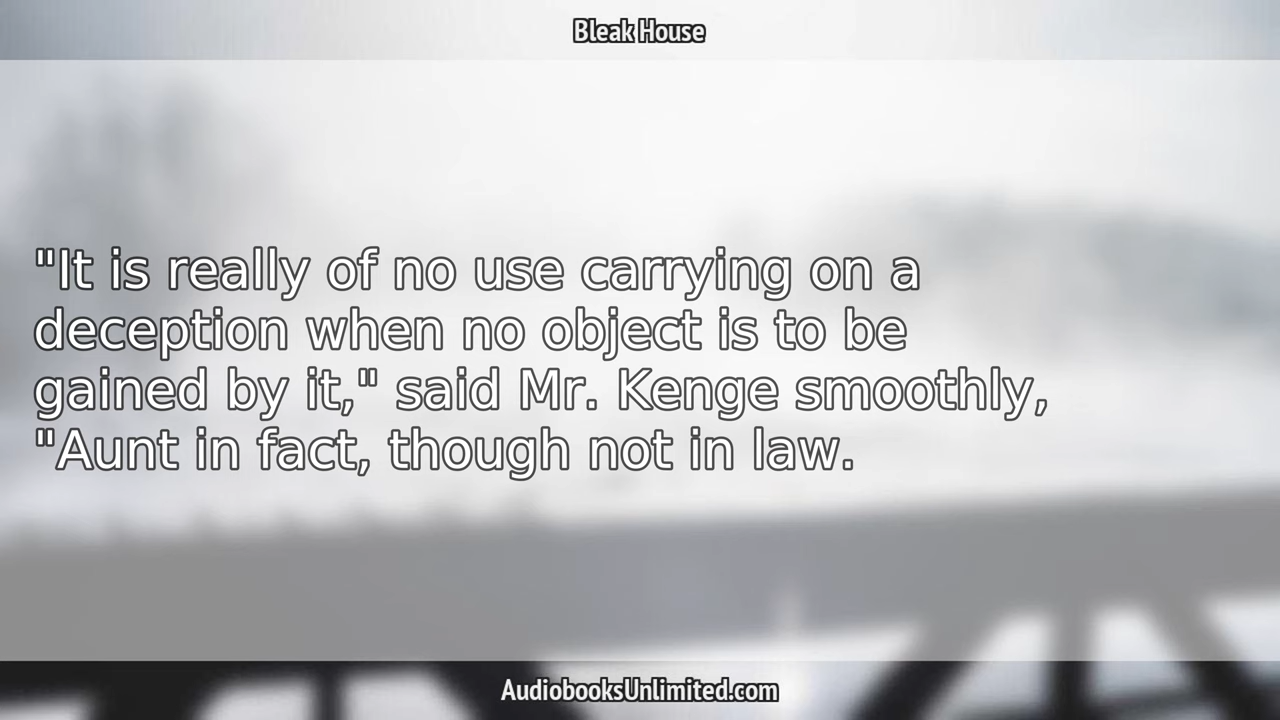 Bleak House
"It is really of no use carrying on a
deception when no object is to be
gained by it," said Mr. Kenge smoothly,
"Aunt in fact, though not in law.
AudiobooksUnlimited.com